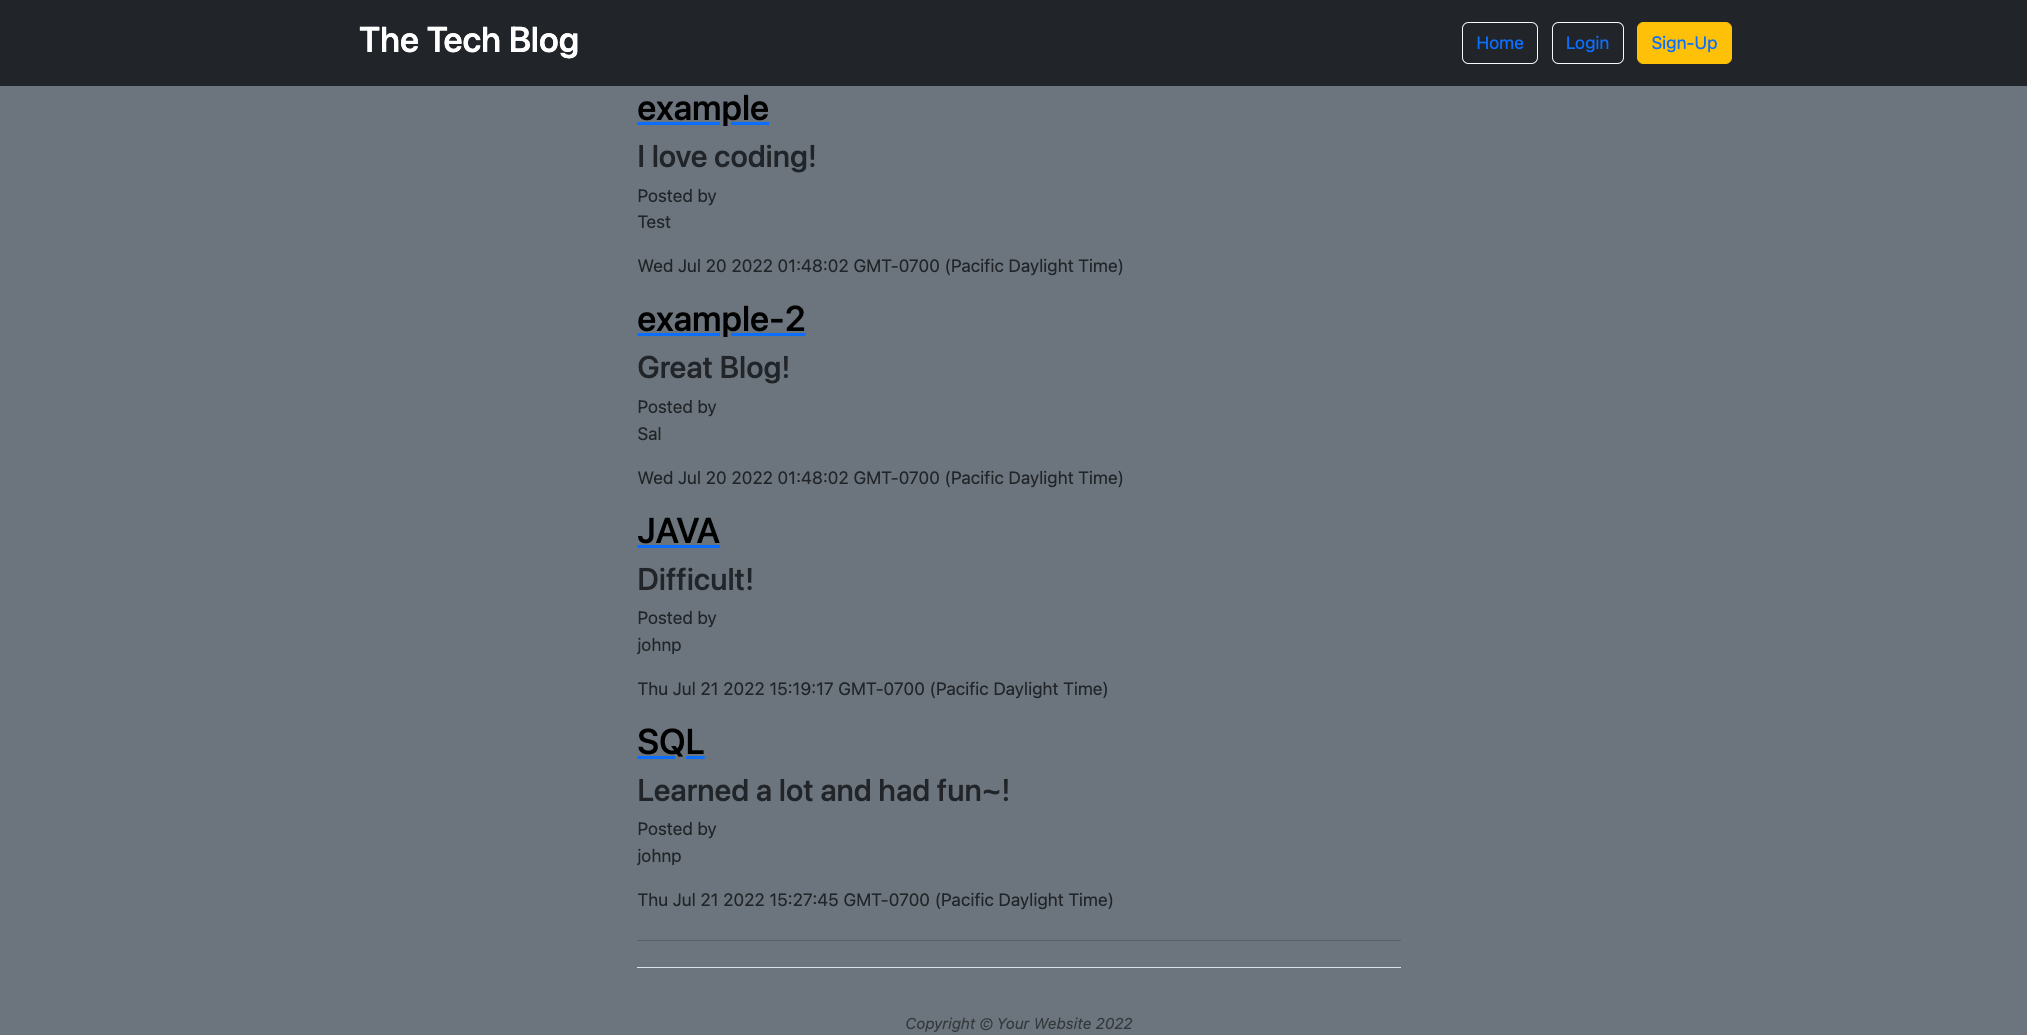 The Tech Blog
Home
Login
Sign-Up
example
I love coding!
Posted by
Test
Wed Jul 20 2022 01:48:02 GMT-0700 (Pacific Daylight Time)
example-2
Great Blog!
Posted by
Sal
Wed Jul 20 2022 01:48:02 GMT-0700 (Pacific Daylight Time)
JAVA
Difficult!
Posted by
johnp
Thu Jul 21 2022 15:19:17 GMT-0700 (Pacific Daylight Time)
SQL
Learned a lot and had fun~!
Posted by
johnp
Thu Jul 21 2022 15:27:45 GMT-0700 (Pacific Daylight Time)
Copyright © Your Website 2022